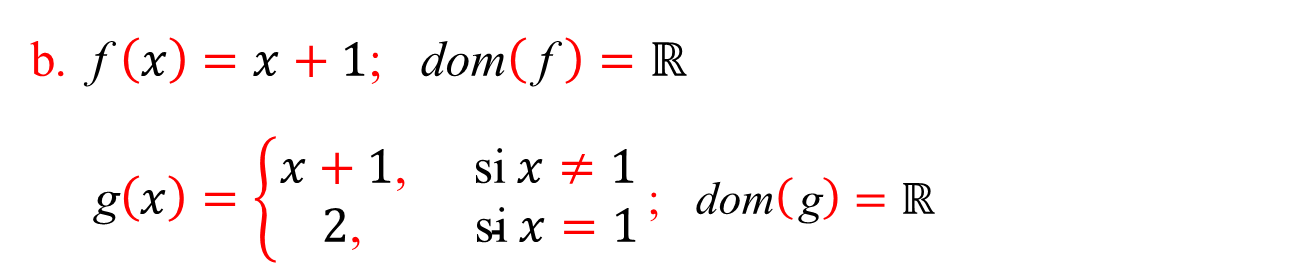 b. f(x) = x + 1; dom(f) = ℝ
g(x) = { x + 1, si x ≠ 1
2, si x = 1 ; dom(g) = ℝ